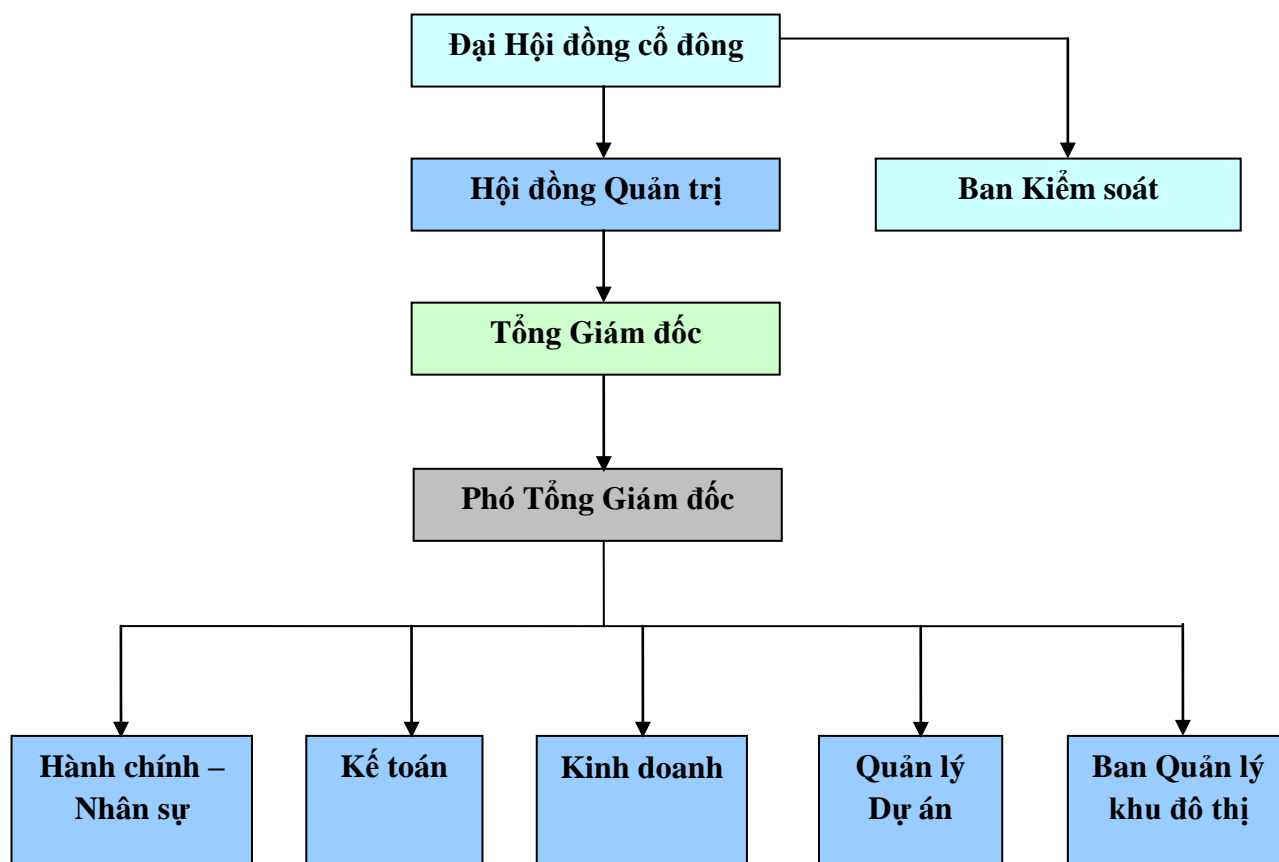 Đại Hội đồng cổ đông
Hội đồng Quản trị
Ban Kiểm soát
Tổng Giám đốc
Phó Tổng Giám đốc
Hành chính –
Nhân sự
Kế toán
Kinh doanh
Quản lý
Dự án
Ban Quản lý
khu đô thị